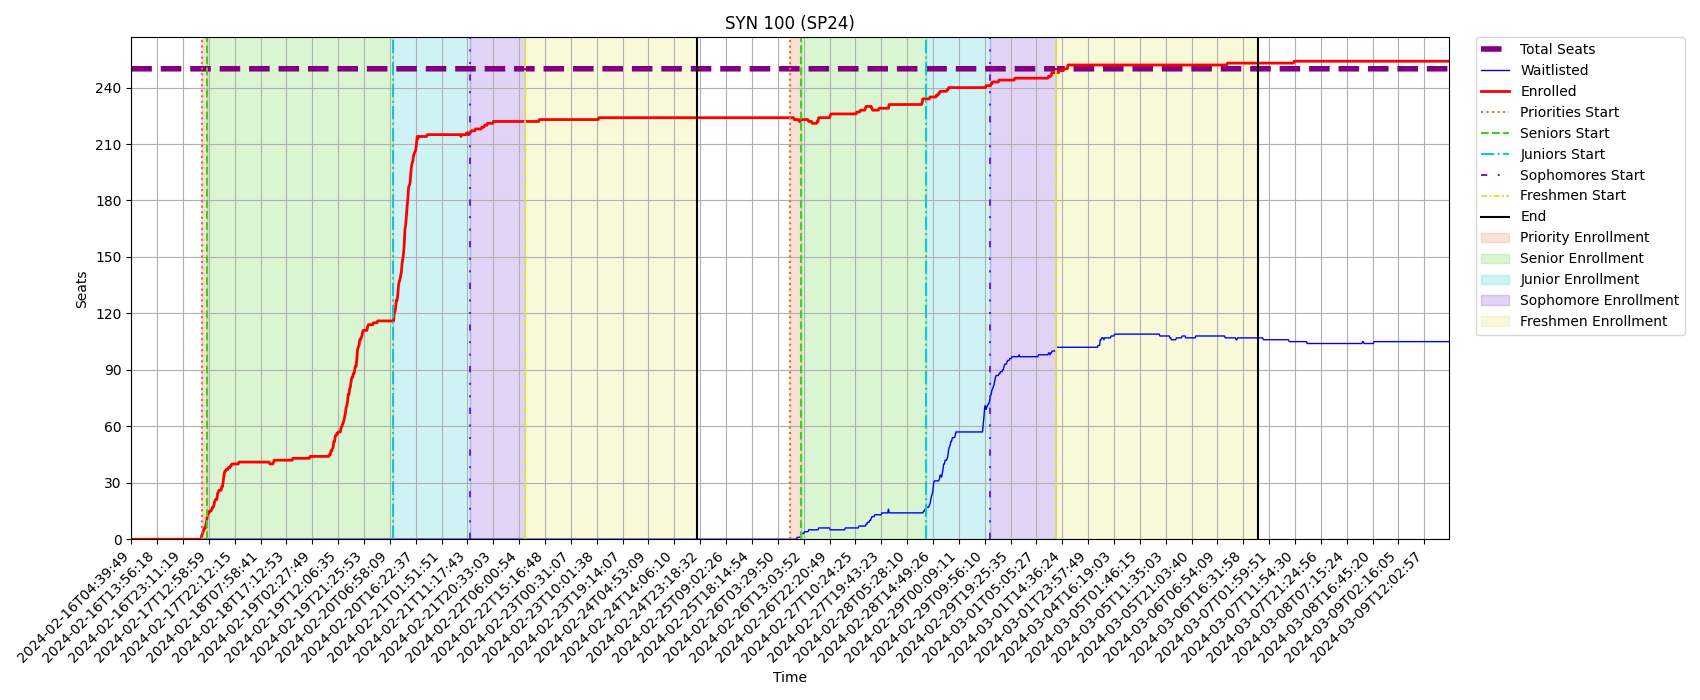 SYN 100 (SP24)
Seats
240
210
180
150
120
90
60
30
0
2024-02-16T04:39:49
2024-02-16T13:56:18
2024-02-16T23:11:19
2024-02-17T12:58:59
2024-02-17T22:12:15
2024-02-18T07:58:41
2024-02-18T17:12:53
2024-02-19T02:27:49
2024-02-19T12:06:35
2024-02-19T21:25:53
2024-02-20T06:58:09
2024-02-20T16:22:37
2024-02-21T01:51:51
2024-02-21T11:17:43
2024-02-21T20:33:03
2024-02-22T06:00:54
2024-02-22T15:16:48
2024-02-23T00:31:07
2024-02-23T10:01:38
2024-02-23T19:14:07
2024-02-24T04:53:09
2024-02-24T14:06:10
2024-02-24T23:18:32
2024-02-25T09:02:26
2024-02-25T18:14:54
2024-02-26T03:29:50
2024-02-26T13:03:52
2024-02-26T22:20:49
2024-02-27T10:24:25
2024-02-27T19:43:23
2024-02-28T05:28:10
2024-02-28T14:49:26
2024-02-29T00:09:11
2024-02-29T09:56:10
2024-02-29T19:25:35
2024-03-01T05:05:27
2024-03-01T14:36:24
2024-03-01T23:57:49
2024-03-04T16:19:03
2024-03-05T01:46:15
2024-03-05T11:35:03
2024-03-05T21:03:40
2024-03-06T06:54:09
2024-03-06T16:31:58
2024-03-07T01:59:51
2024-03-07T11:54:30
2024-03-07T21:24:56
2024-03-08T07:15:24
2024-03-08T16:45:20
2024-03-09T02:16:05
2024-03-09T12:02:57
Time
Total Seats
Waitlisted
Enrolled
Priorities Start
Seniors Start
Juniors Start
Sophomores Start
Freshmen Start
End
Priority Enrollment
Senior Enrollment
Junior Enrollment
Sophomore Enrollment
Freshmen Enrollment